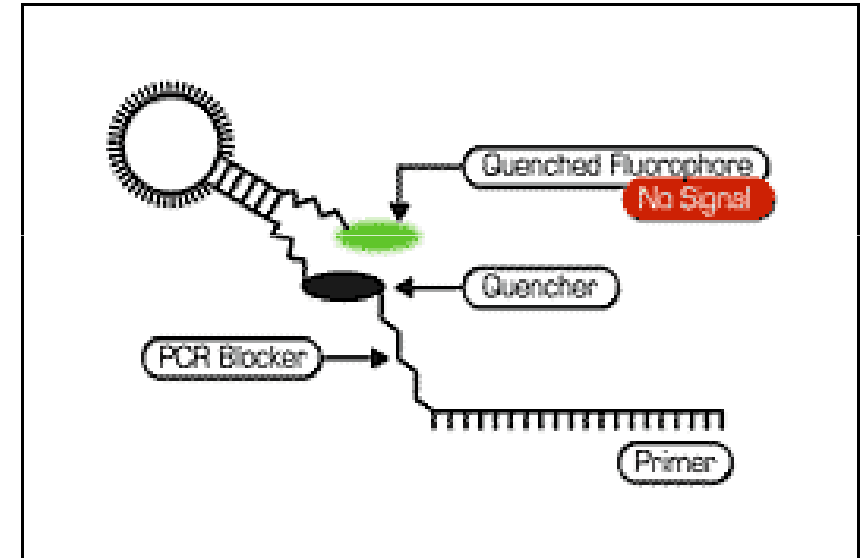 Quenched Fluorophore
No Signal
Quencher
PCR Blocker
Primer